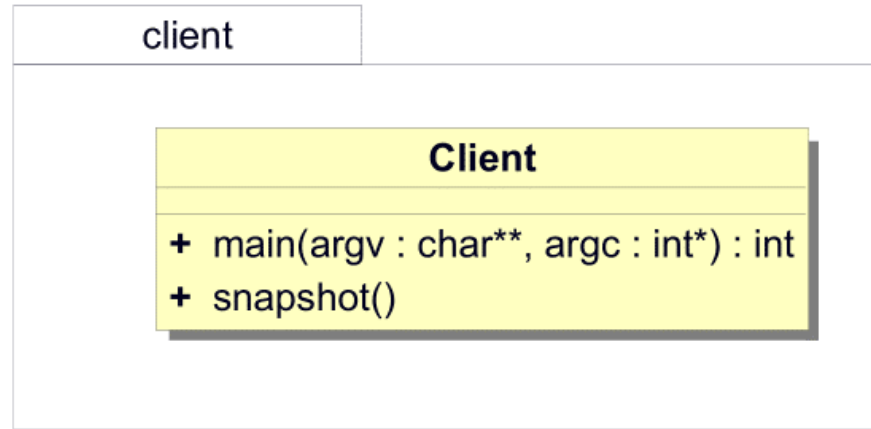 client
Client
+ main(argv : char**, argc : int*) : int
+ snapshot()